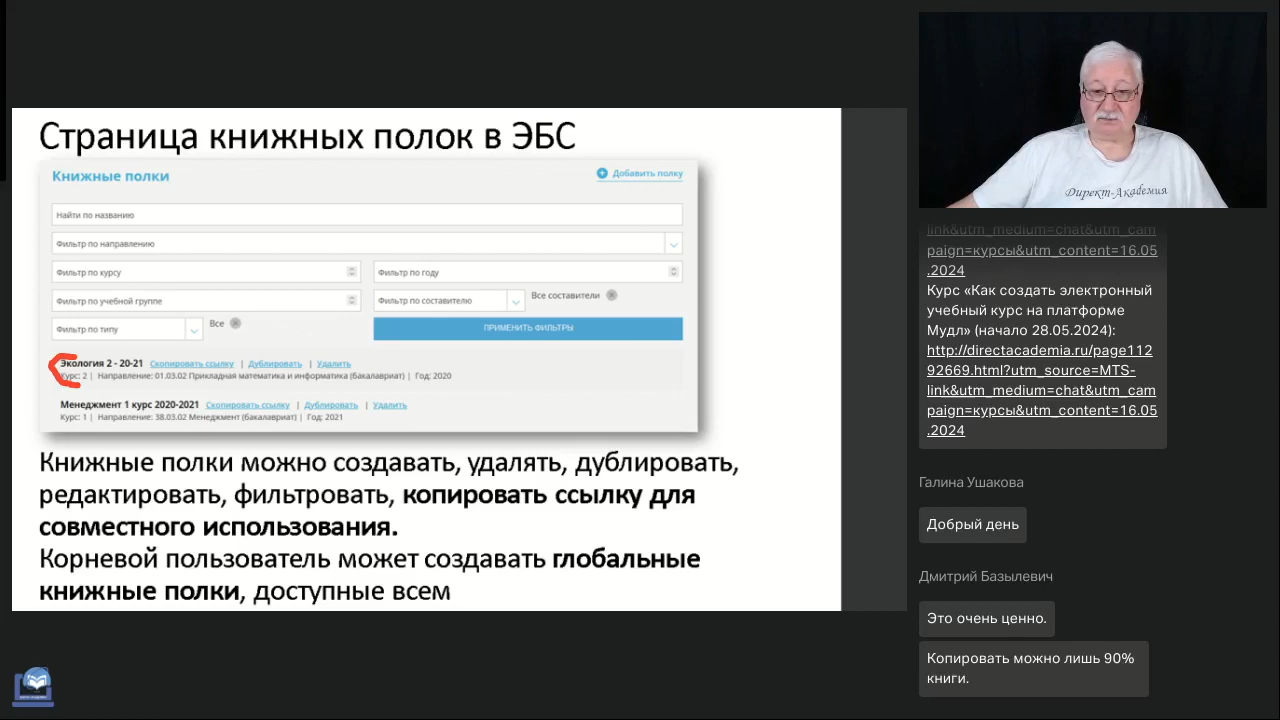 Страница книжных полок в ЭБС
Книжные полки
Добавить полку
Найти по названию
Фильтр по направлению
Фильтр по курсу
Фильтр по году
Фильтр по учебной группе
Фильтр по составителю
Все составители
Фильтр по типу
Все
ПРИМЕНИТЬ ФИЛЬТРЫ
Экология 2 - 20-21 Скопировать ссылку | Дублировать | Удалить
Курс: 2 | Направление: 01.03.02 Прикладная математика и информатика (бакалавриат) | Год: 2020
Менеджмент 1 курс 2020-2021 Скопировать ссылку | Дублировать | Удалить
Курс: 1 | Направление: 38.03.02 Менеджмент (бакалавриат) | Год: 2021
Книжные полки можно создавать, удалять, дублировать,
редактировать, фильтровать, копировать ссылку для
совместного использования.
Корневой пользователь может создавать глобальные
книжные полки, доступные всем
Директ-Академия
link&utm_medium=chat&utm_cam
paign=курсы&utm_content=16.05
.2024
Курс «Как создать электронный
учебный курс на платформе
Мудл» (начало 28.05.2024):
http://directacademia.ru/page112
92669.html?utm_source=MTS-
link&utm_medium=chat&utm_cam
paign=курсы&utm_content=16.05
.2024
Галина Ушакова
Добрый день
Дмитрий Базылевич
Это очень ценно.
Копировать можно лишь 90%
книги.